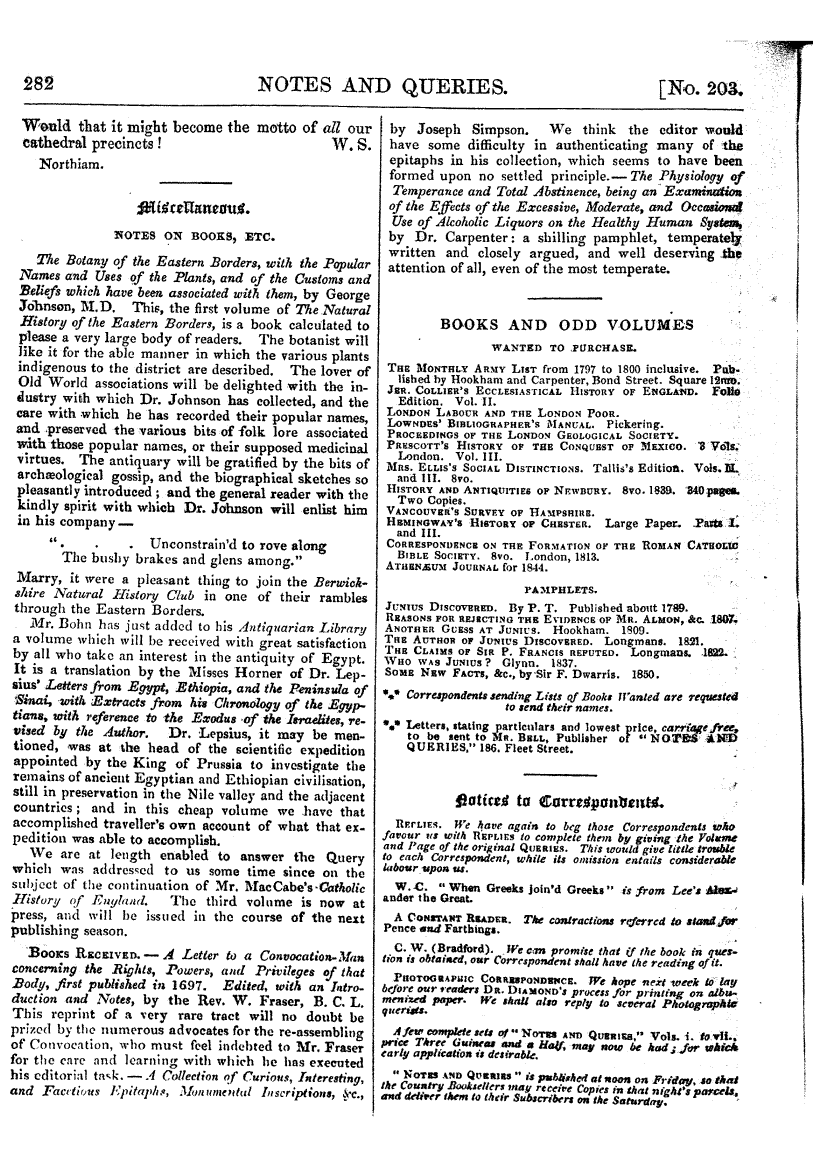 282 NOTES AND QUERIES. [No. 203.
Would that it might become the motto of all our
cathedral precincts! W. S.
Northiam.
Miscellaneous.
NOTES ON BOOKS, ETC.
The Botany of the Eastern Borders, with the Popular
Names and Uses of the Plants, and of the Customs and
Beliefs which have been associated with them, by George
Johnson, M.D. This, the first volume of The Natural
History of the Eastern Borders, is a book calculated to
please a very large body of readers. The botanist will
like it for the able manner in which the various plants
indigenous to the district are described. The lover of
Old World associations will be delighted with the in-
dustry with which Dr. Johnson has collected, and the
care with which he has recorded their popular names,
and preserved the various bits of folk lore associated
with those popular names, or their supposed medicinal
virtues. The antiquary will be gratified by the bits of
archæological gossip, and the biographical sketches so
pleasantly introduced; and the general reader with the
kindly spirit with which Dr. Johnson will enlist him
in his company—
". . . Unconstrain'd to rove along
The bushy brakes and glens among."
Marry, it were a pleasant thing to join the Berwick-
shire Natural History Club in one of their rambles
through the Eastern Borders.
Mr. Bohn has just added to his Antiquarian Library
a volume which will be received with great satisfaction
by all who take an interest in the antiquity of Egypt.
It is a translation by the Misses Horner of Dr. Lep-
sius' Letters from Egypt, Ethiopia, and the Peninsula of
Sinai, with Extracts from his Chronology of the Egyp-
tians, with reference to the Exodus of the Israelites, re-
vised by the Author. Dr. Lepsius, it may be men-
tioned, was at the head of the scientific expedition
appointed by the King of Prussia to investigate the
remains of ancient Egyptian and Ethiopian civilisation,
still in preservation in the Nile valley and the adjacent
countries; and in this cheap volume we have that
accomplished traveller's own account of what that ex-
pedition was able to accomplish.
We are at length enabled to answer the Query
which was addressed to us some time since on the
subject of the continuation of Mr. MacCabe's Catholic
History of England. The third volume is now at
press, and will be issued in the course of the next
publishing season.
BOOKS RECEIVED.—A Letter to a Convocation-Man
concerning the Rights, Powers, and Privileges of that
Body, first published in 1697. Edited, with an Intro-
duction and Notes, by the Rev. W. Fraser, B. C. L.
This reprint of a very rare tract will no doubt be
prized by the numerous advocates for the re-assembling
of Convocation, who must feel indebted to Mr. Fraser
for the care and learning with which he has executed
his editorial task.—A Collection of Curious, Interesting,
and Facetious Epitaphs, Monumental Inscriptions, &c.,
by Joseph Simpson. We think the editor would
have some difficulty in authenticating many of the
epitaphs in his collection, which seems to have been
formed upon no settled principle.—The Physiology of
Temperance and Total Abstinence, being an Examination
of the Effects of the Excessive, Moderate, and Occasional
Use of Alcoholic Liquors on the Healthy Human System,
by Dr. Carpenter: a shilling pamphlet, temperately
written and closely argued, and well deserving the
attention of all, even of the most temperate.
BOOKS AND ODD VOLUMES
WANTED TO PURCHASE.
THE MONTHLY ARMY LIST from 1797 to 1800 inclusive. Pub-
lished by Hookham and Carpenter, Bond Street. Square 12mo.
JER. COLLIER'S ECCLESIASTICAL HISTORY OF ENGLAND. Folio
Edition. Vol. II.
LONDON LABOUR AND THE LONDON POOR.
LOWNDES' BIBLIOGRAPHER'S MANUAL. Pickering.
PROCEEDINGS OF THE LONDON GEOLOGICAL SOCIETY.
PRESCOTT'S HISTORY OF THE CONQUEST OF MEXICO. 3 Vols.
London. Vol. III.
MRS. ELLIS'S SOCIAL DISTINCTIONS. Tallis's Edition. Vols. II.
and III. 8vo.
HISTORY AND ANTIQUITIES OF NEWBURY. 8vo. 1839. 340 pages.
Two Copies.
VANCOUVER'S SURVEY OF HAMPSHIRE.
HEMINGWAY'S HISTORY OF CHESTER. Large Paper. Parts I.
and III.
CORRESPONDENCE ON THE FORMATION OF THE ROMAN CATHOLIC
BIBLE SOCIETY. 8vo. London, 1813.
ATHENÆUM JOURNAL for 1844.
PAMPHLETS.
JUNIUS DISCOVERED. By P. T. Published about 1789.
REASONS FOR REJECTING THE EVIDENCE OF MR. ALMON, &c. 1807.
ANOTHER GUESS AT JUNIUS. Hookham. 1809.
THE AUTHOR OF JUNIUS DISCOVERED. Longmans. 1821.
THE CLAIMS OF SIR P. FRANCIS REPUTED. Longmans. 1822.
WHO WAS JUNIUS? Glynn. 1837.
SOME NEW FACTS, &c., by Sir F. Dwarris. 1850.
*** Correspondents sending Lists of Books Wanted are requested
to send their names.
*** Letters, stating particulars and lowest price, carriage free,
to be sent to MR. BELL, Publisher of "NOTES AND
QUERIES," 186. Fleet Street.
Notices to Correspondents.
REPLIES. We have again to beg those Correspondents who
favour us with REPLIES to complete them by giving the Volume
and Page of the original QUERIES. This would give little trouble
to each Correspondent, while its omission entails considerable
labour upon us.
W. C. "When Greeks join'd Greeks" is from Lee's Alex-
ander the Great.
A CONSTANT READER. The contractions referred to stand for
Pence and Farthings.
C. W. (Bradford). We can promise that if the book in ques-
tion is obtained, our Correspondent shall have the reading of it.
PHOTOGRAPHIC CORRESPONDENCE. We hope next week to lay
before our readers DR. DIAMOND'S process for printing on albu-
menized paper. We shall also reply to several Photographic
queries.
A few complete sets of "NOTES AND QUERIES," Vols. i. to vii.,
price Three Guineas and a Half, may now be had; for which
early application is desirable.
"NOTES AND QUERIES" is published at noon on Friday, so that
the Country Booksellers may receive Copies in that night's parcels,
and deliver them to their Subscribers on the Saturday.